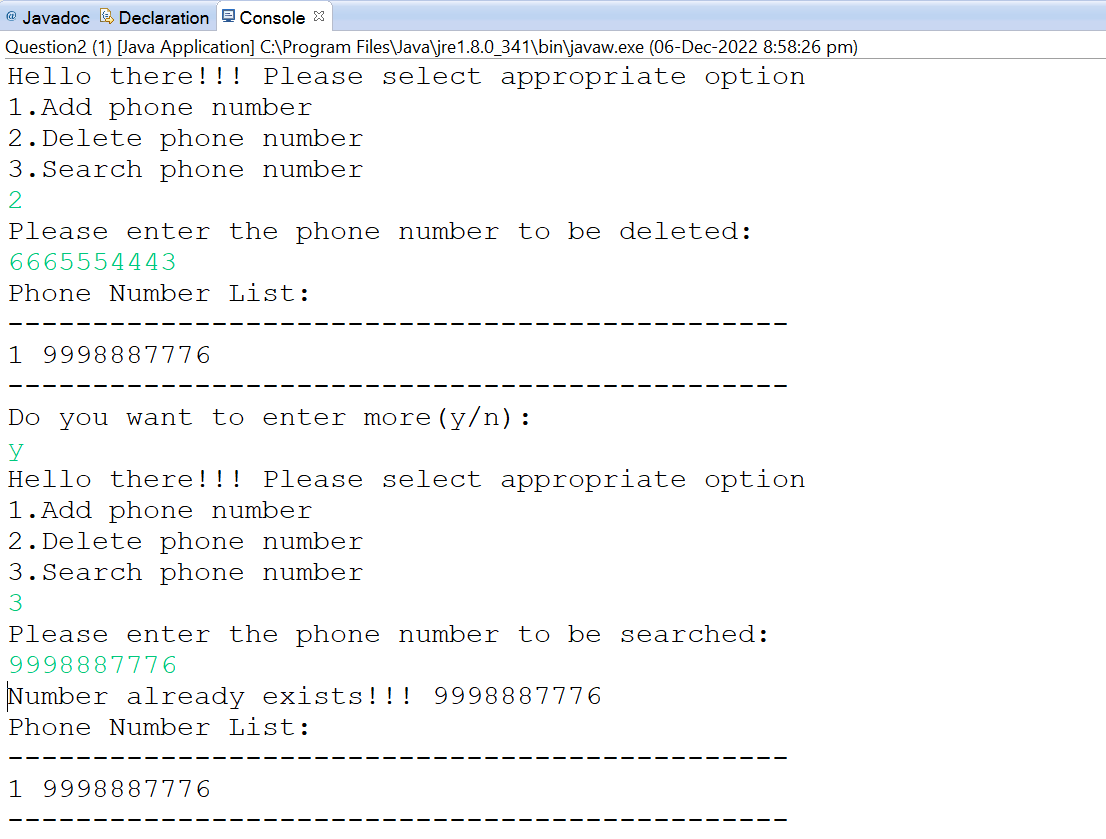 @ Javadoc Declaration Console
Question2 (1) [Java Application] C:\Program Files\Java\jre1.8.0_341\bin\javaw.exe (06-Dec-2022 8:58:26 pm)
Hello there!!! Please select appropriate option
1.Add phone number
2.Delete phone number
3.Search phone number
2
Please enter the phone number to be deleted:
6665554443
Phone Number List:
----------------------------------------------
1 9998887776
----------------------------------------------
Do you want to enter more(y/n):
y
Hello there!!! Please select appropriate option
1.Add phone number
2.Delete phone number
3.Search phone number
3
Please enter the phone number to be searched:
9998887776
Number already exists!!! 9998887776
Phone Number List:
----------------------------------------------
1 9998887776
----------------------------------------------